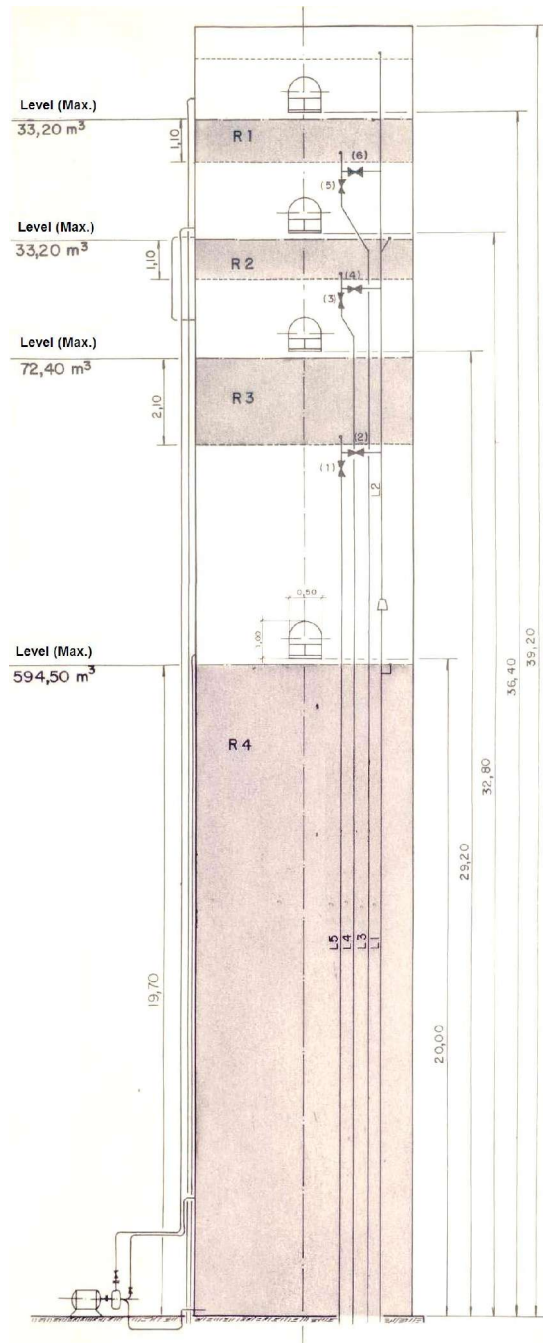 Level (Max.)
33,20 m³
R1
1,10
(6)
(5)
Level (Max.)
33,20 m³
R2
1,10
(4)
(3)
Level (Max.)
72,40 m³
R3
2,10
(2)
(1)
L2
0,50
1,00
Level (Max.)
594,50 m³
R4
19,70
L5
L4
L3
L1
20,00
29,20
32,80
36,40
39,20